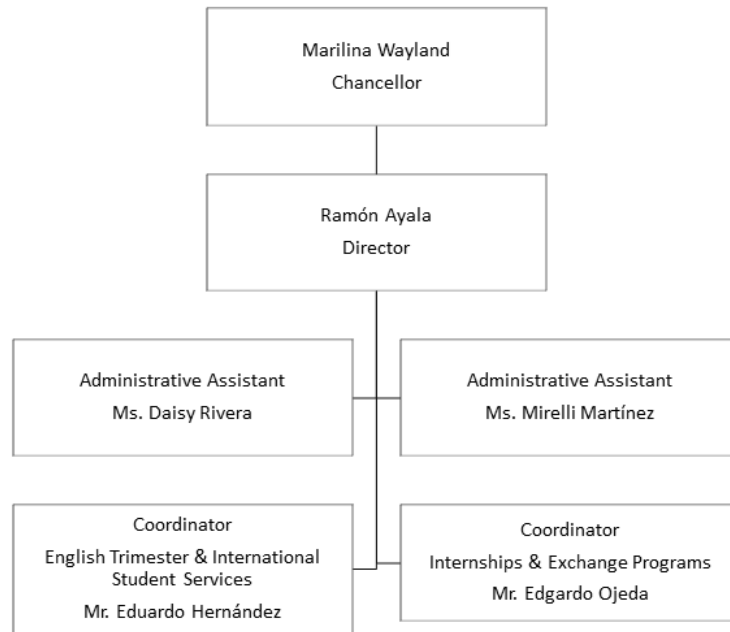 Marilina Wayland
Chancellor
Ramón Ayala
Director
Administrative Assistant
Ms. Daisy Rivera
Administrative Assistant
Ms. Mirelli Martínez
Coordinator
English Trimester & International
Student Services
Mr. Eduardo Hernández
Coordinator
Internships & Exchange Programs
Mr. Edgardo Ojeda